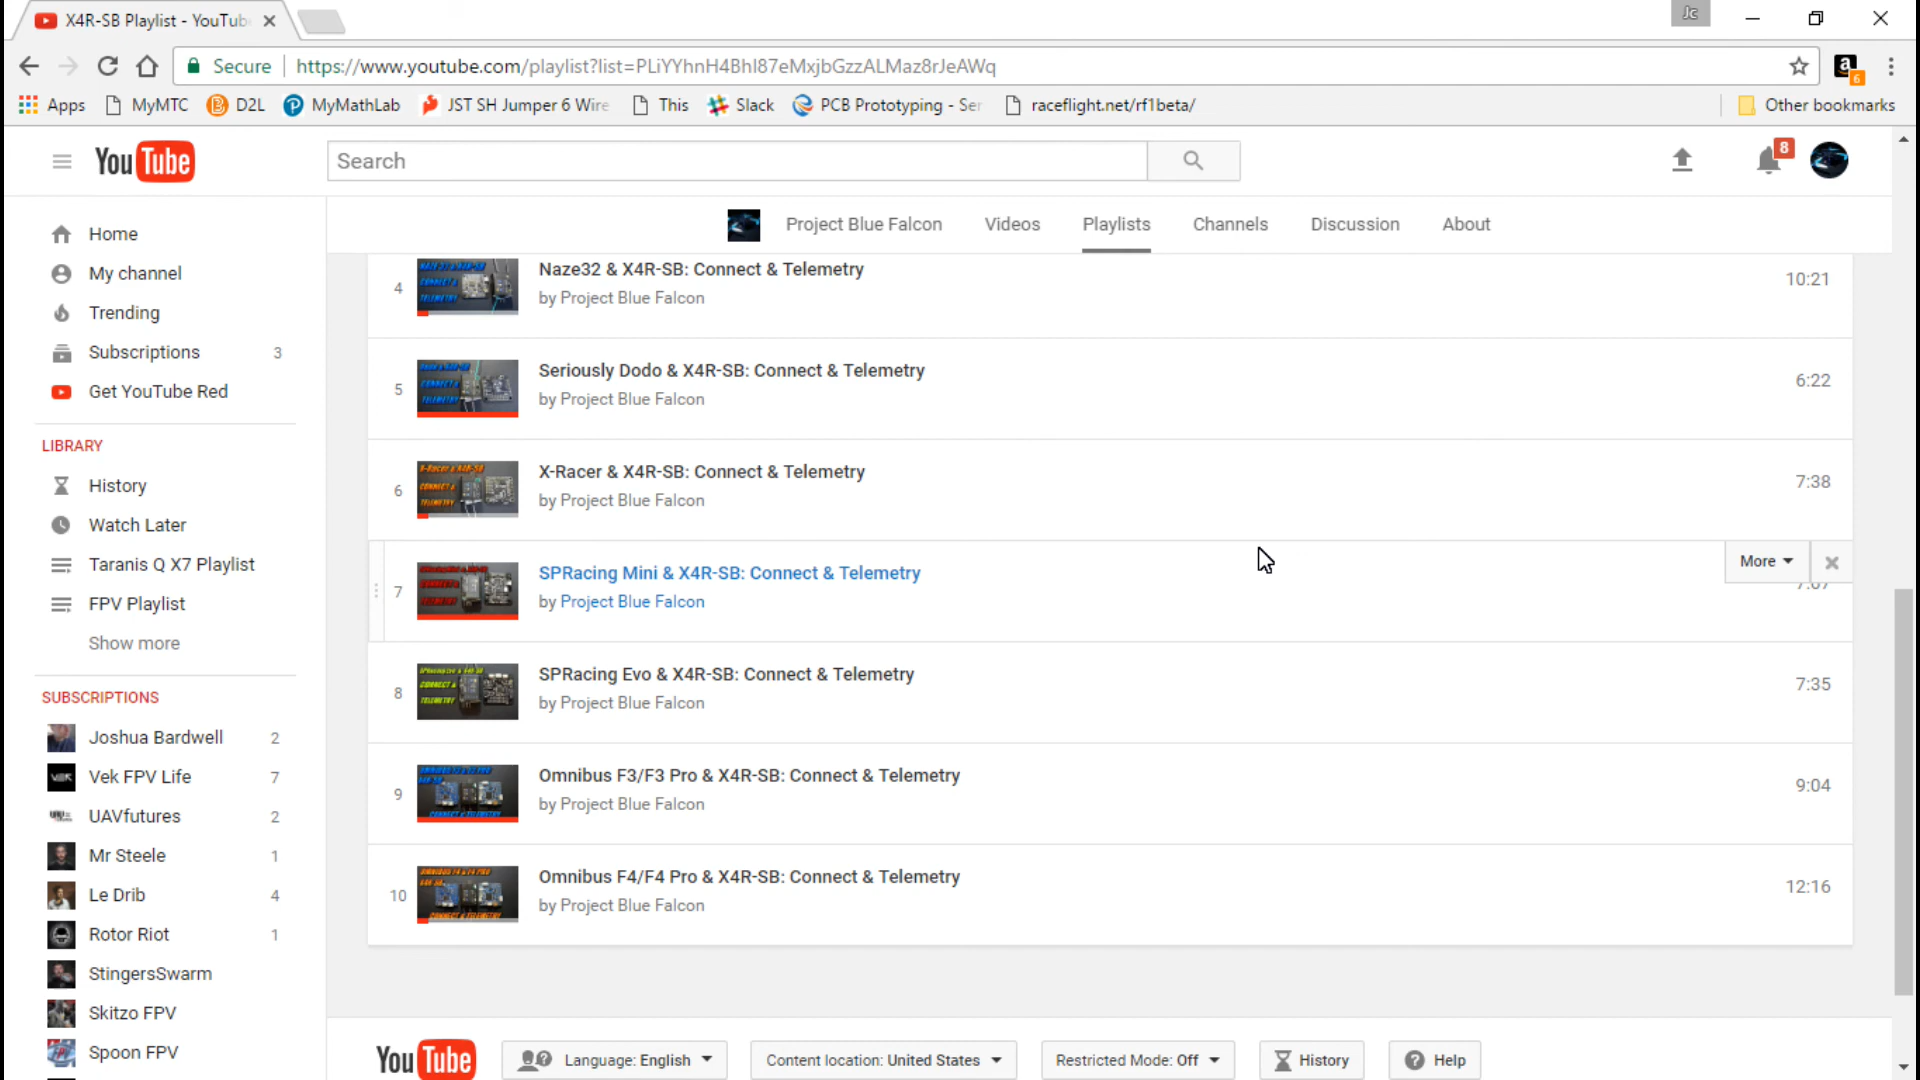 X4R-SB Playlist - YouTub
Jc
Secure
https://www.youtube.com/playlist?list=PLiYYhnH4BhI87eMxjbGzzALMaz8rJeAWq
a
6
Apps
MyMTC
D2L
MyMathLab
JST SH Jumper 6 Wire
This
Slack
PCB Prototyping - Ser
raceflight.net/rf1beta/
Other bookmarks
YouTube
Search
8
Project Blue Falcon
Videos
Playlists
Channels
Discussion
About
Home
My channel
Trending
Subscriptions 3
Get YouTube Red
LIBRARY
History
Watch Later
Taranis Q X7 Playlist
FPV Playlist
Show more
SUBSCRIPTIONS
Joshua Bardwell 2
Vek FPV Life 7
UAVfutures 2
Mr Steele 1
Le Drib 4
Rotor Riot 1
StingersSwarm
Skitzo FPV
Spoon FPV
4
Naze32 & X4R-SB: Connect & Telemetry
by Project Blue Falcon
10:21
5
Seriously Dodo & X4R-SB: Connect & Telemetry
by Project Blue Falcon
6:22
6
X-Racer & X4R-SB: Connect & Telemetry
by Project Blue Falcon
7:38
7
SPRacing Mini & X4R-SB: Connect & Telemetry
by Project Blue Falcon
More
8
SPRacing Evo & X4R-SB: Connect & Telemetry
by Project Blue Falcon
7:35
9
Omnibus F3/F3 Pro & X4R-SB: Connect & Telemetry
by Project Blue Falcon
9:04
10
Omnibus F4/F4 Pro & X4R-SB: Connect & Telemetry
by Project Blue Falcon
12:16
YouTube
Language: English
Content location: United States
Restricted Mode: Off
History
Help